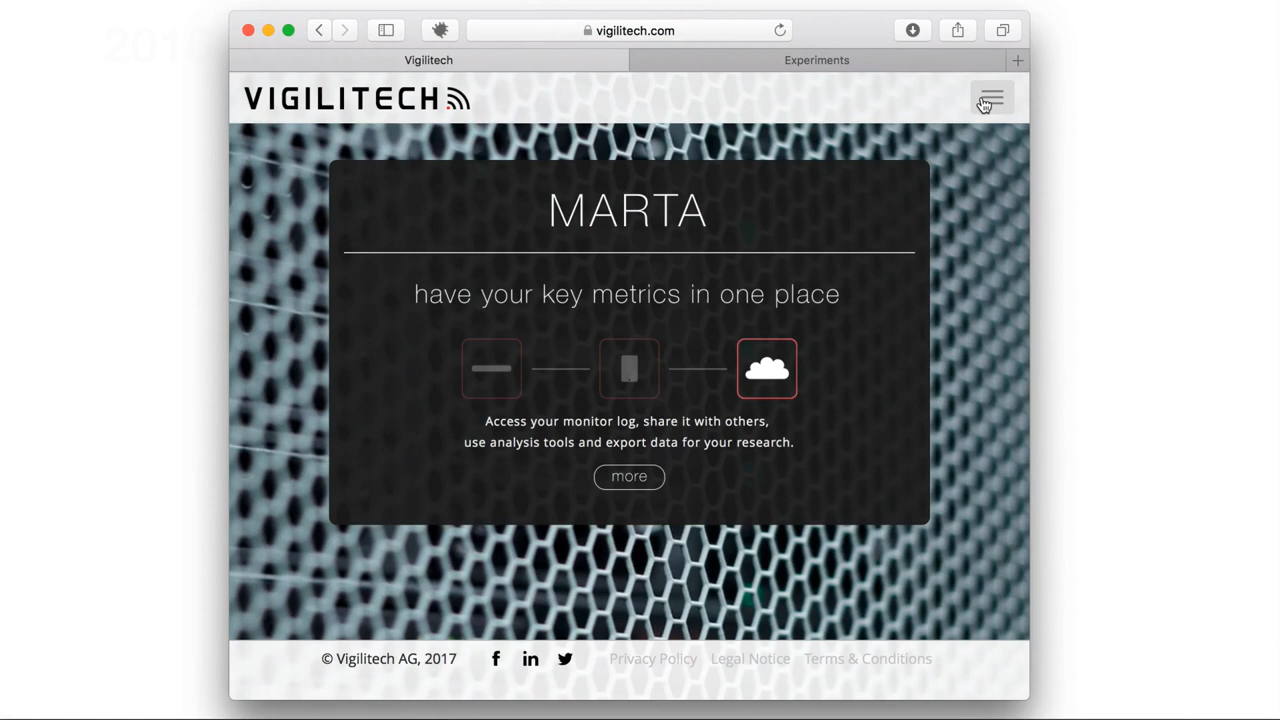 vigilitech.com
Vigilitech
Experiments
VIGILITECH
MARTA
have your key metrics in one place
Access your monitor log, share it with others,
use analysis tools and export data for your research.
more
© Vigilitech AG, 2017
Privacy Policy
Legal Notice
Terms & Conditions